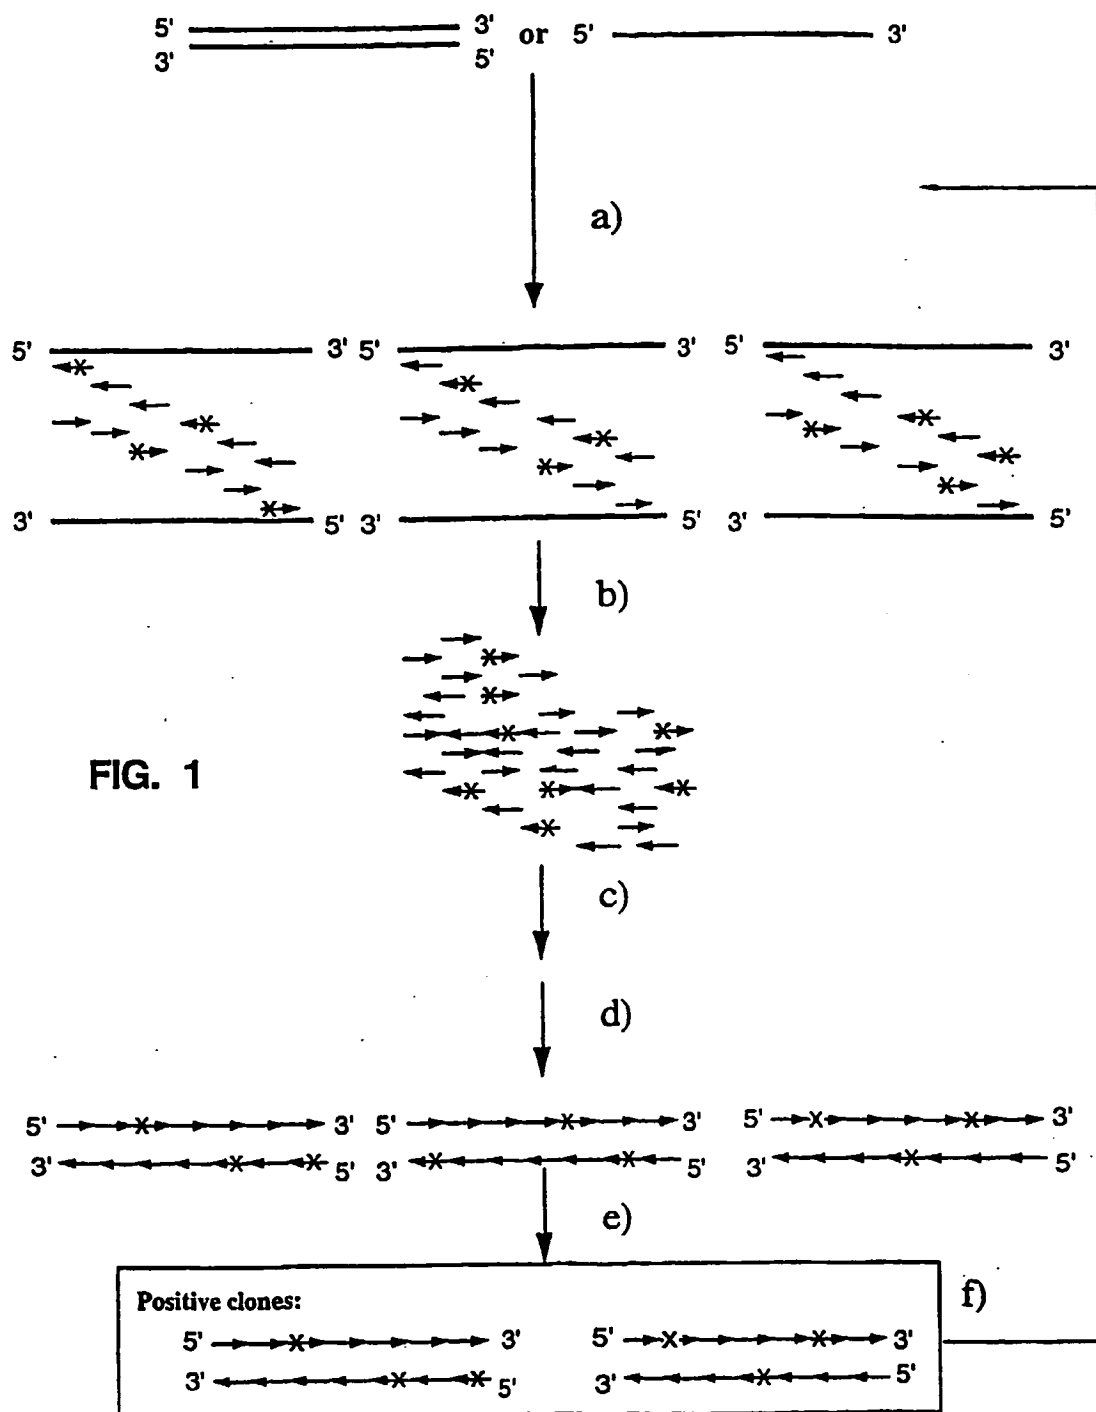 5' 3' or 5' 3'
3' 5'
a)
5' 3' 5' 3' 5' 3'
3' 5' 3' 5' 3' 5'
b)
FIG. 1
c)
d)
5' 3' 5' 3' 5' 3'
3' 5' 3' 5' 3' 5'
e)
f)
Positive clones:
5' 3' 5' 3'
3' 5' 3' 5'